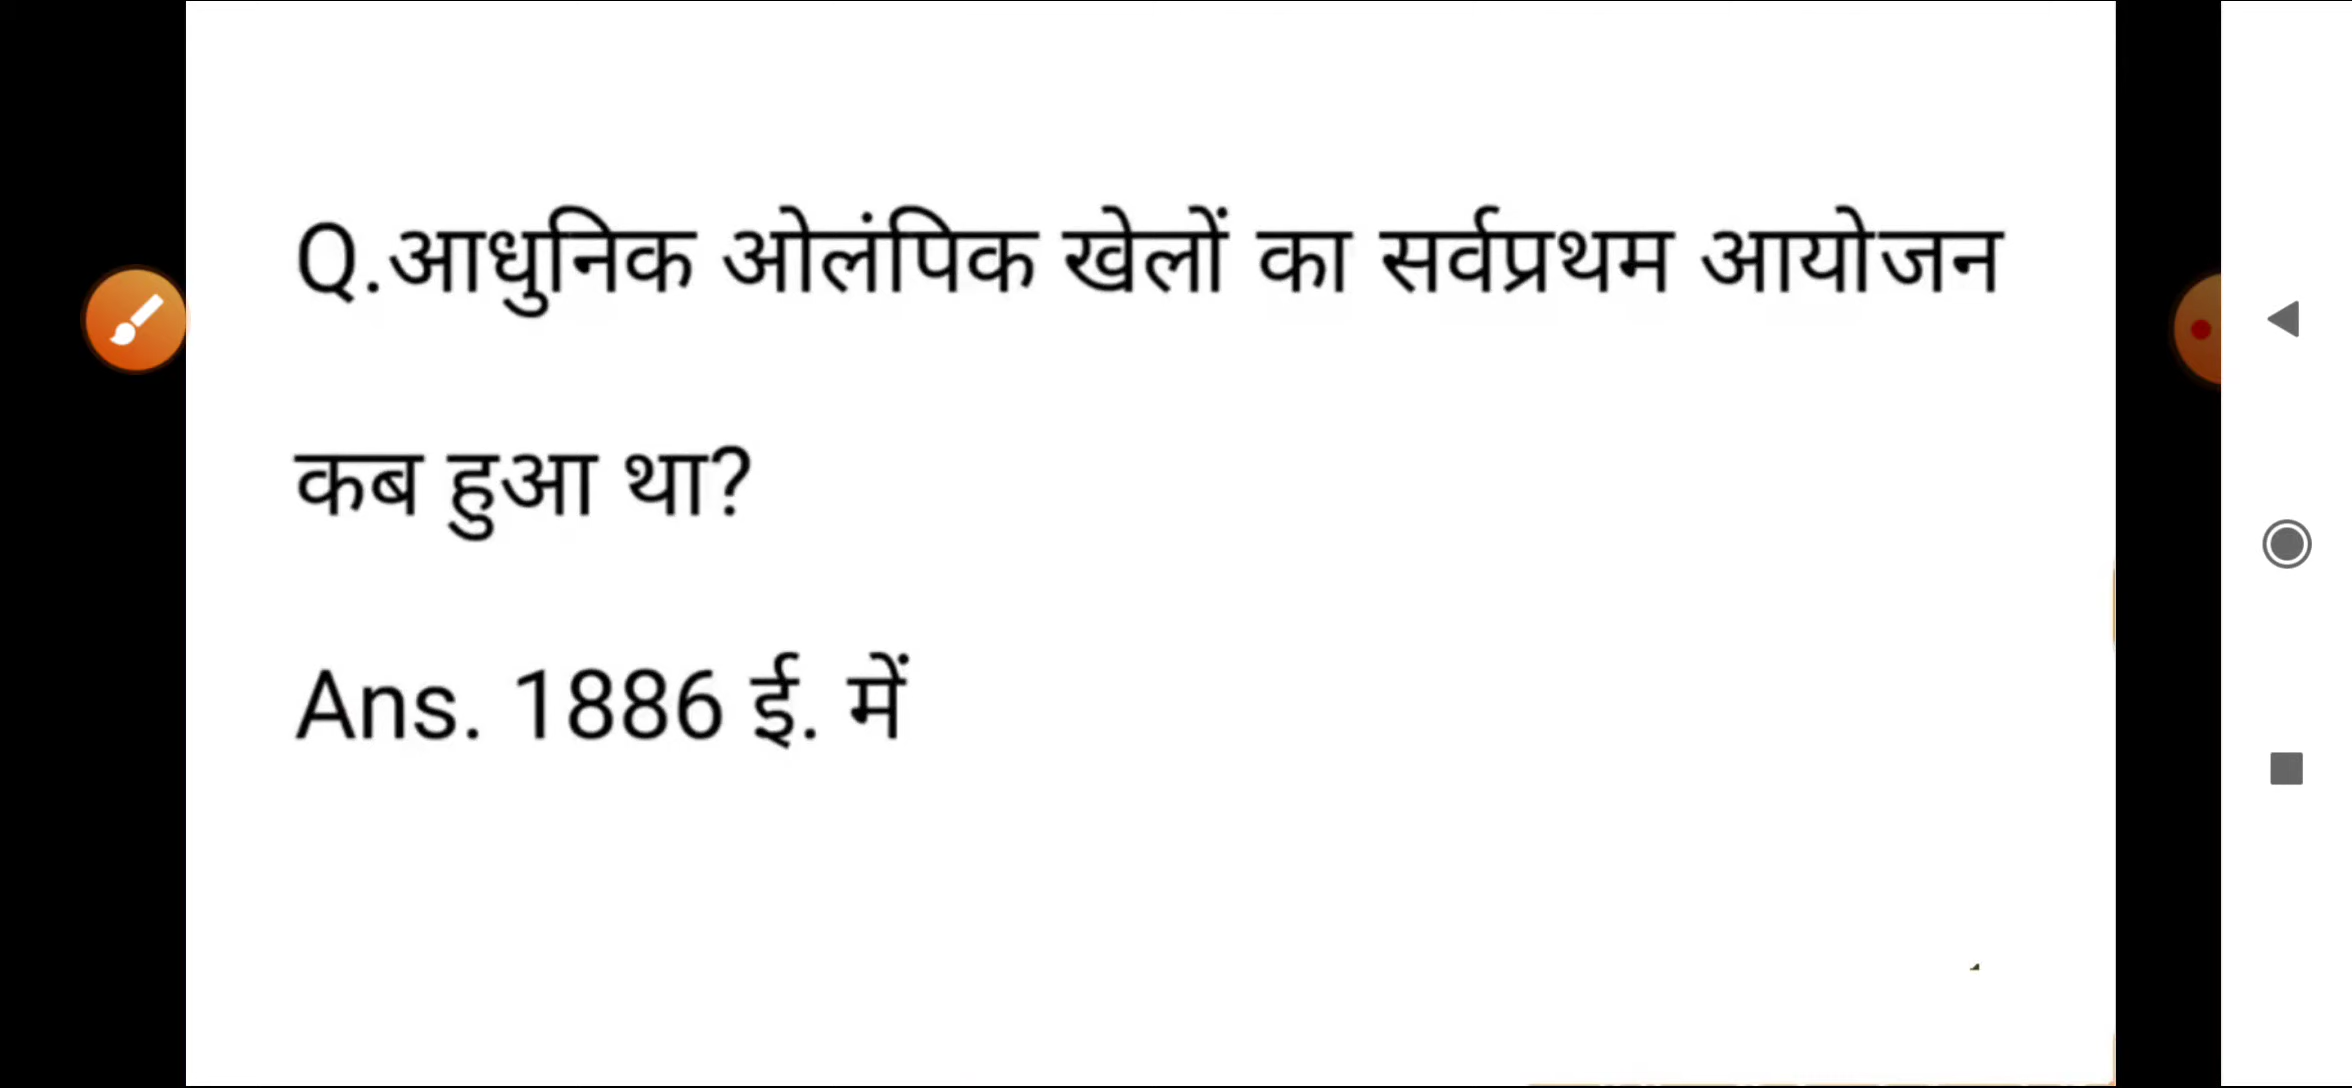 Q.आधुनिक ओलंपिक खेलों का सर्वप्रथम आयोजन
कब हुआ था?
Ans. 1886 ई. में